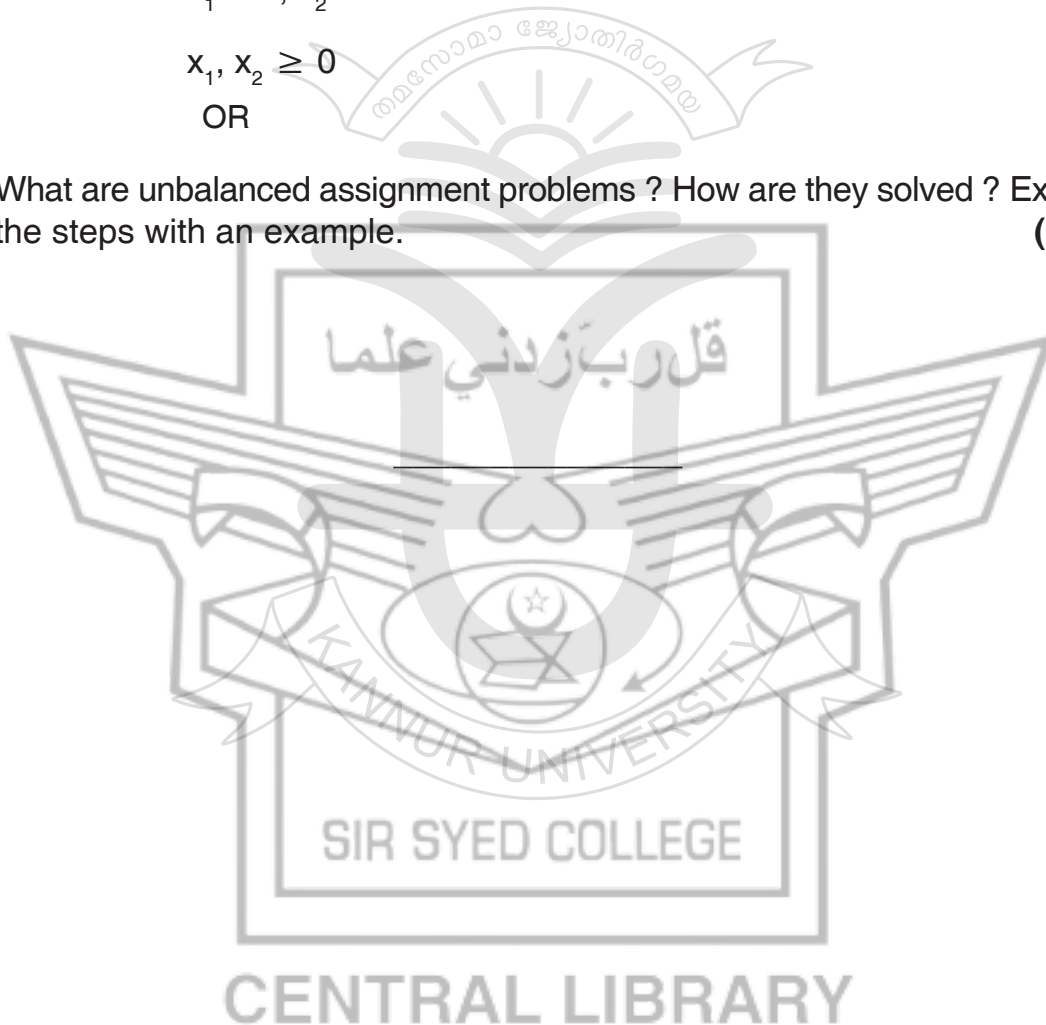 x₁, x₂ ≥ 0
തമസോമാ ജ്യോതിർഗമയ
OR
What are unbalanced assignment problems ? How are they solved ? Ex
the steps with an example. (
قل ربّ زدني علما
KANNUR UNIVERSITY
SIR SYED COLLEGE
CENTRAL LIBRARY